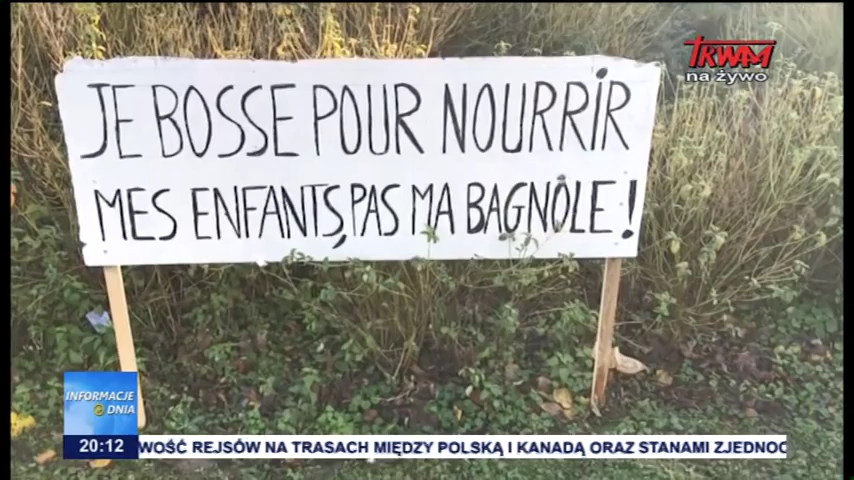 TRWAM
na żywo
JE BOSSE POUR NOURRIR
MES ENFANTS, PAS MA BAGNOLE !
INFORMACJE
DNIA
20:12
WOŚĆ REJSÓW NA TRASACH MIĘDZY POLSKĄ I KANADĄ ORAZ STANAMI ZJEDNOC